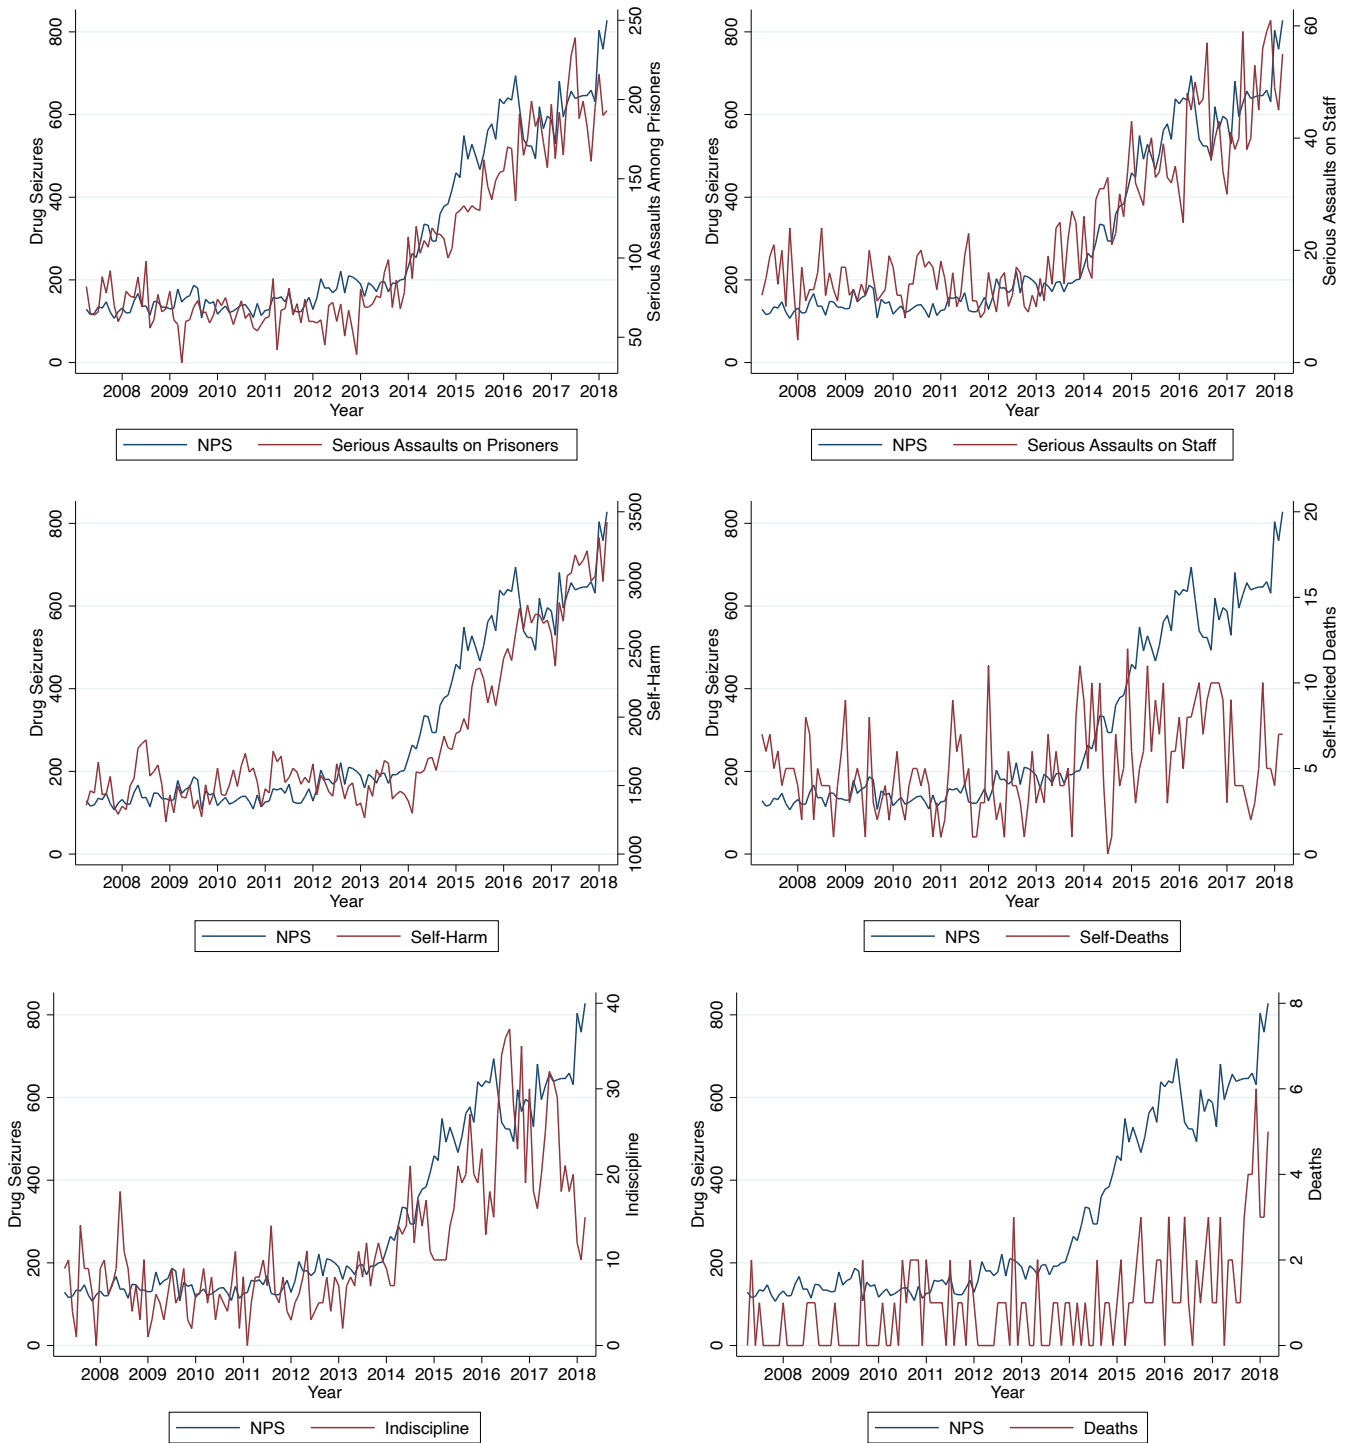 800
600
400
200
0
Drug Seizures
250
200
150
100
50
Serious Assaults Among Prisoners
2008 2009 2010 2011 2012 2013 2014 2015 2016 2017 2018
Year
NPS Serious Assaults on Prisoners
800
600
400
200
0
Drug Seizures
60
40
20
0
Serious Assaults on Staff
2008 2009 2010 2011 2012 2013 2014 2015 2016 2017 2018
Year
NPS Serious Assaults on Staff
800
600
400
200
0
Drug Seizures
3500
3000
2500
2000
1500
1000
Self-Harm
2008 2009 2010 2011 2012 2013 2014 2015 2016 2017 2018
Year
NPS Self-Harm
800
600
400
200
0
Drug Seizures
20
15
10
5
0
Self-Inflicted Deaths
2008 2009 2010 2011 2012 2013 2014 2015 2016 2017 2018
Year
NPS Self-Deaths
800
600
400
200
0
Drug Seizures
40
30
20
10
0
Indiscipline
2008 2009 2010 2011 2012 2013 2014 2015 2016 2017 2018
Year
NPS Indiscipline
800
600
400
200
0
Drug Seizures
8
6
4
2
0
Deaths
2008 2009 2010 2011 2012 2013 2014 2015 2016 2017 2018
Year
NPS Deaths